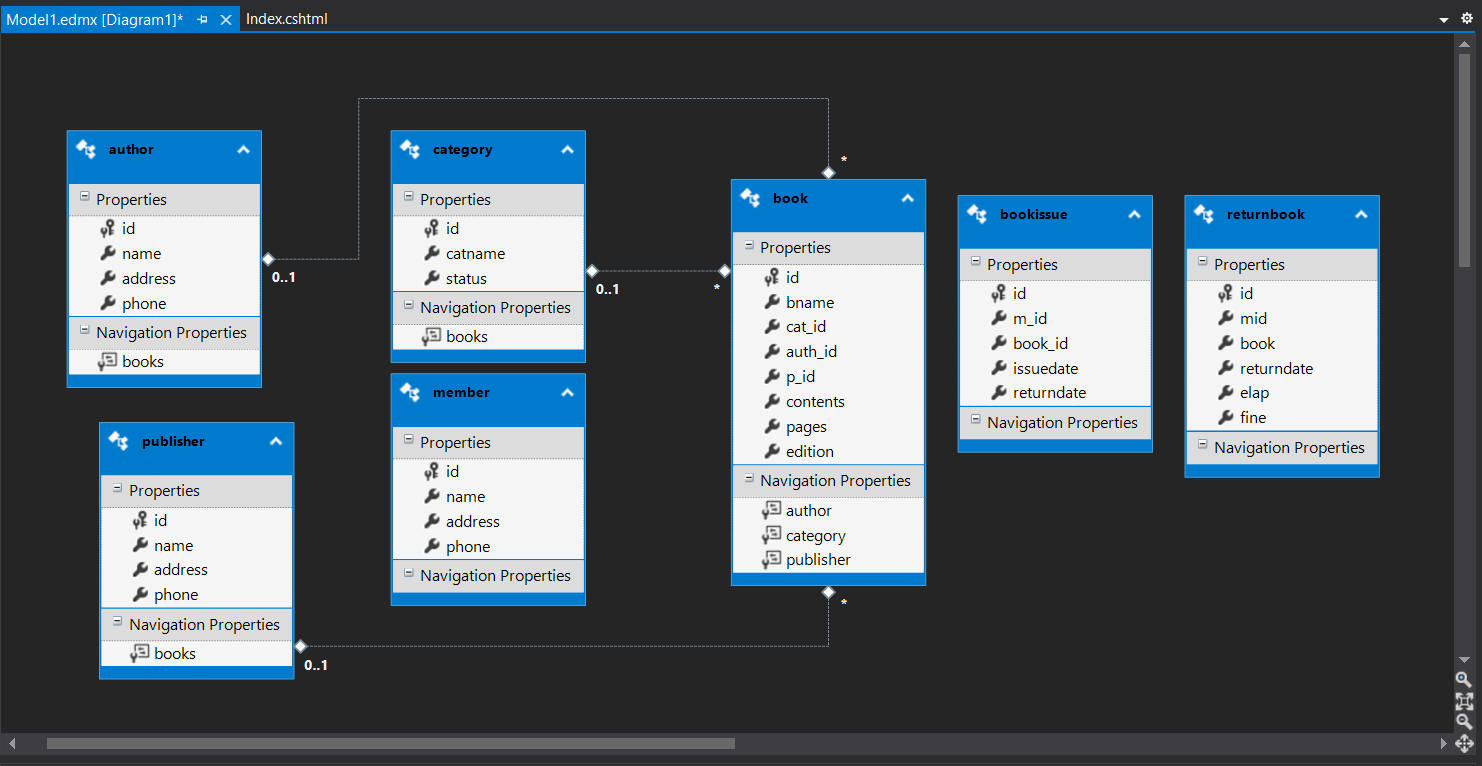 Model1.edmx [Diagram1]*
Index.cshtml
author
Properties
id
name
address
phone
Navigation Properties
books
0..1
category
Properties
id
catname
status
Navigation Properties
books
0..1
*
*
book
Properties
id
bname
cat_id
auth_id
p_id
contents
pages
edition
Navigation Properties
author
category
publisher
*
bookissue
Properties
id
m_id
book_id
issuedate
returndate
Navigation Properties
returnbook
Properties
id
mid
book
returndate
elap
fine
Navigation Properties
publisher
Properties
id
name
address
phone
Navigation Properties
books
0..1
member
Properties
id
name
address
phone
Navigation Properties